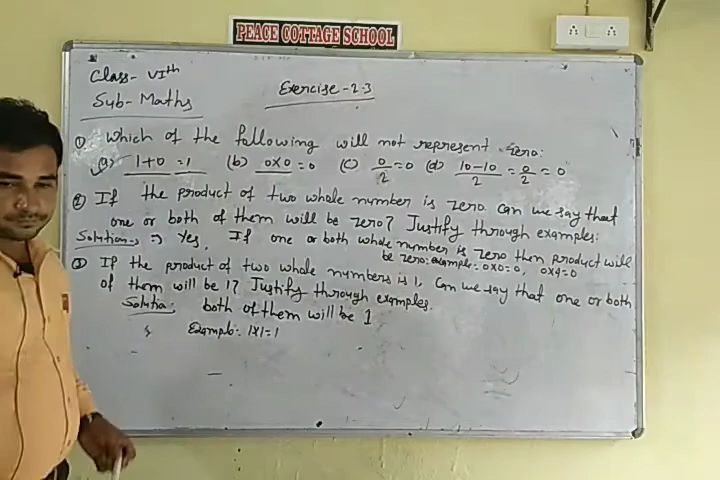 PEACE COTTAGE SCHOOL
Class- VIth
Exercise-2.3
Sub- Maths
① Which of the following will not represent zero:
(a) 1+0 =1 (b) 0x0=0 (c) 0/2=0 (d) 10-10/2 = 0/2 = 0
② If the product of two whole number is zero can we say that
one or both of them will be zero? Justify through examples:
Solution-: ⇒ Yes, If one or both whole number is zero then product will
be zero: example: 0x0=0, 0x4=0
③ If the product of two whole numbers is 1, can we say that one or both
of them will be 1? Justify through examples.
Solution: both of them will be 1
Example: 1x1=1